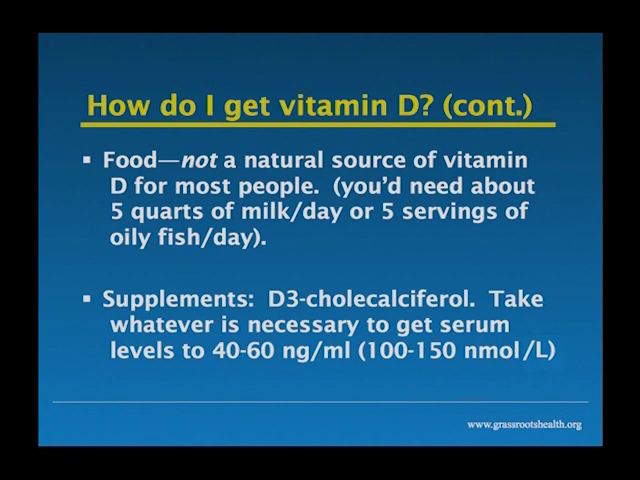 How do I get vitamin D? (cont.)
▪ Food—not a natural source of vitamin
D for most people.  (you'd need about
5 quarts of milk/day or 5 servings of
oily fish/day).
▪ Supplements:  D3-cholecalciferol.  Take
whatever is necessary to get serum
levels to 40-60 ng/ml (100-150 nmol/L)
www.grassrootshealth.org